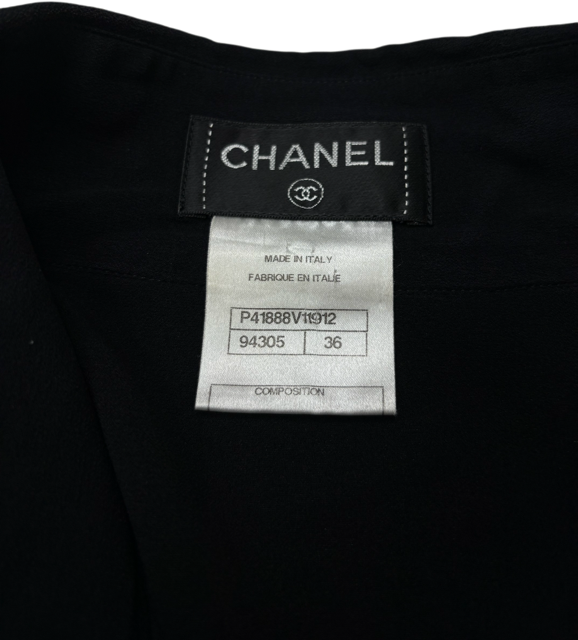 CHANEL
MADE IN ITALY
FABRIQUE EN ITALIE
P41888V11912
94305 36
COMPOSITION